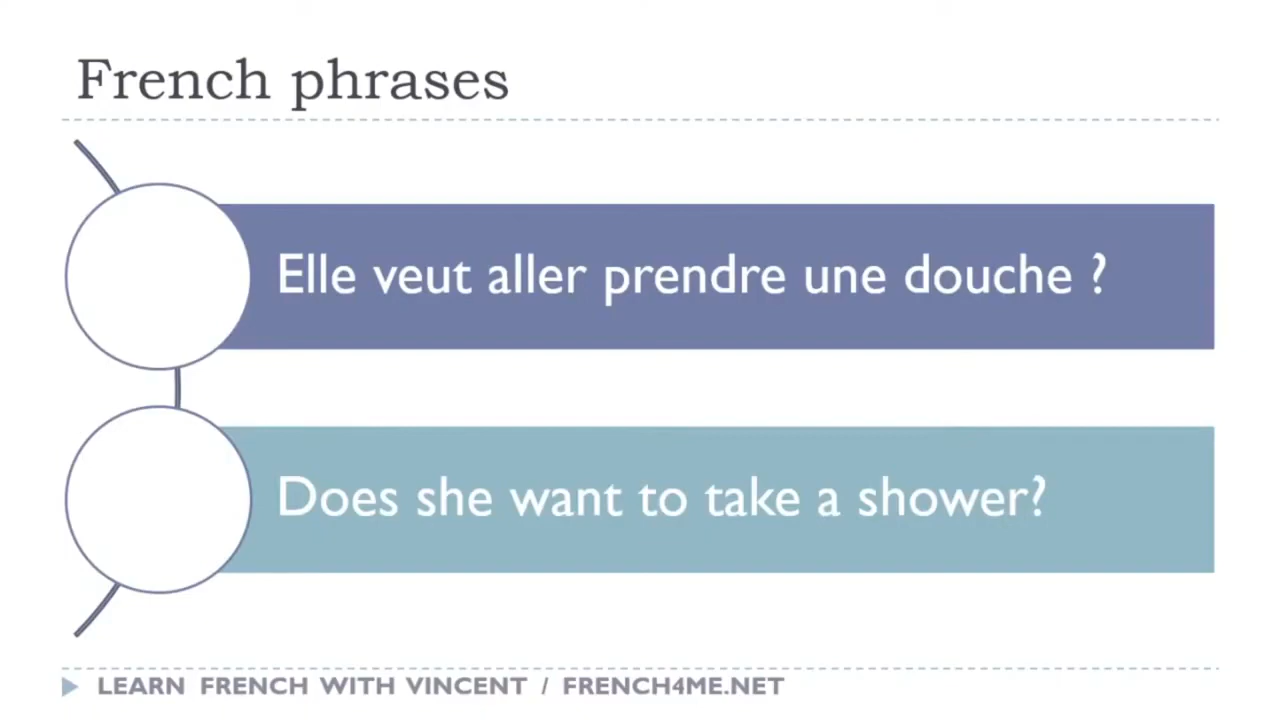 French phrases
Elle veut aller prendre une douche ?
Does she want to take a shower?
LEARN FRENCH WITH VINCENT / FRENCH4ME.NET